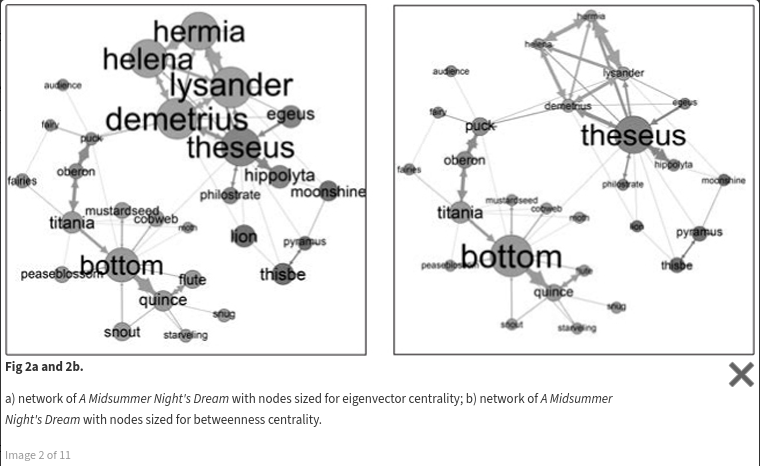 hermia
helena
lysander
audience
demetrius
egeus
fairy
puck
theseus
oberon
hippolyta
fairies
philostrate
moonshine
mustardseed
cobweb
titania
moth
lion
pyramus
bottom
peaseblossom
thisbe
flute
quince
snug
snout
starveling
hermia
helena
lysander
audience
demetrius
egeus
fairy
puck
theseus
oberon
hippolyta
fairies
philostrate
moonshine
mustardseed
cobweb
titania
moth
lion
pyramus
bottom
peaseblossom
thisbe
flute
quince
snug
snout
starveling
Fig 2a and 2b.
a) network of A Midsummer Night's Dream with nodes sized for eigenvector centrality; b) network of A Midsummer
Night's Dream with nodes sized for betweenness centrality.
Image 2 of 11